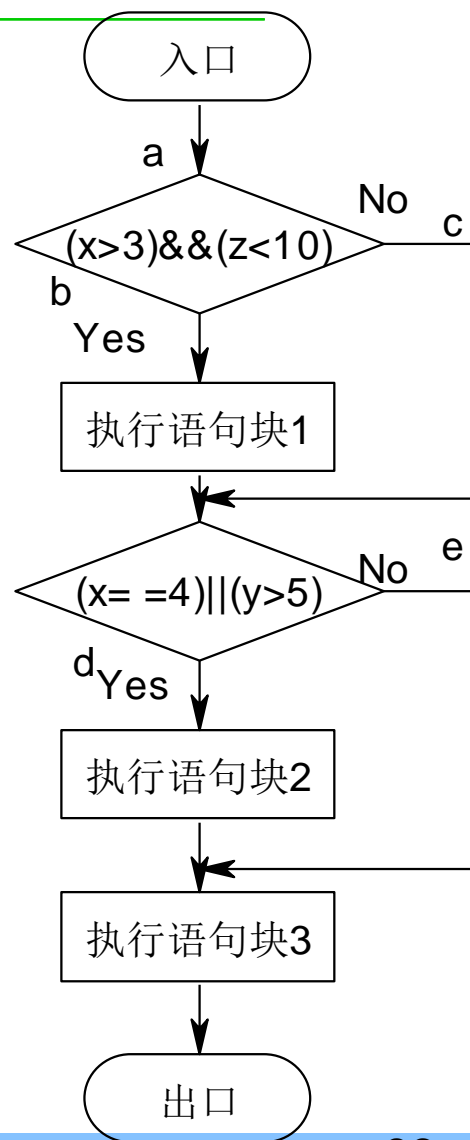 入口
a
No
c
(x>3)&&(z<10)
b
Yes
执行语句块1
e
No
(x= =4)||(y>5)
d
Yes
执行语句块2
执行语句块3
出口